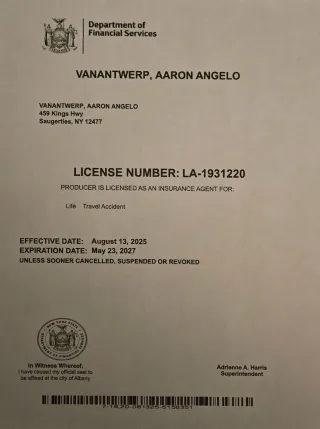 Department of
Financial Services
VANANTWERP, AARON ANGELO
VANANTWERP, AARON ANGELO
459 Kings Hwy
Saugerties, NY 12477
LICENSE NUMBER: LA-1931220
PRODUCER IS LICENSED AS AN INSURANCE AGENT FOR:
Life Travel Accident
EFFECTIVE DATE: August 13, 2025
EXPIRATION DATE: May 23, 2027
UNLESS SOONER CANCELLED, SUSPENDED OR REVOKED
In Witness Whereof,
I have caused my official seal to
be affixed at the city of Albany
Adrienne A. Harris
Superintendent